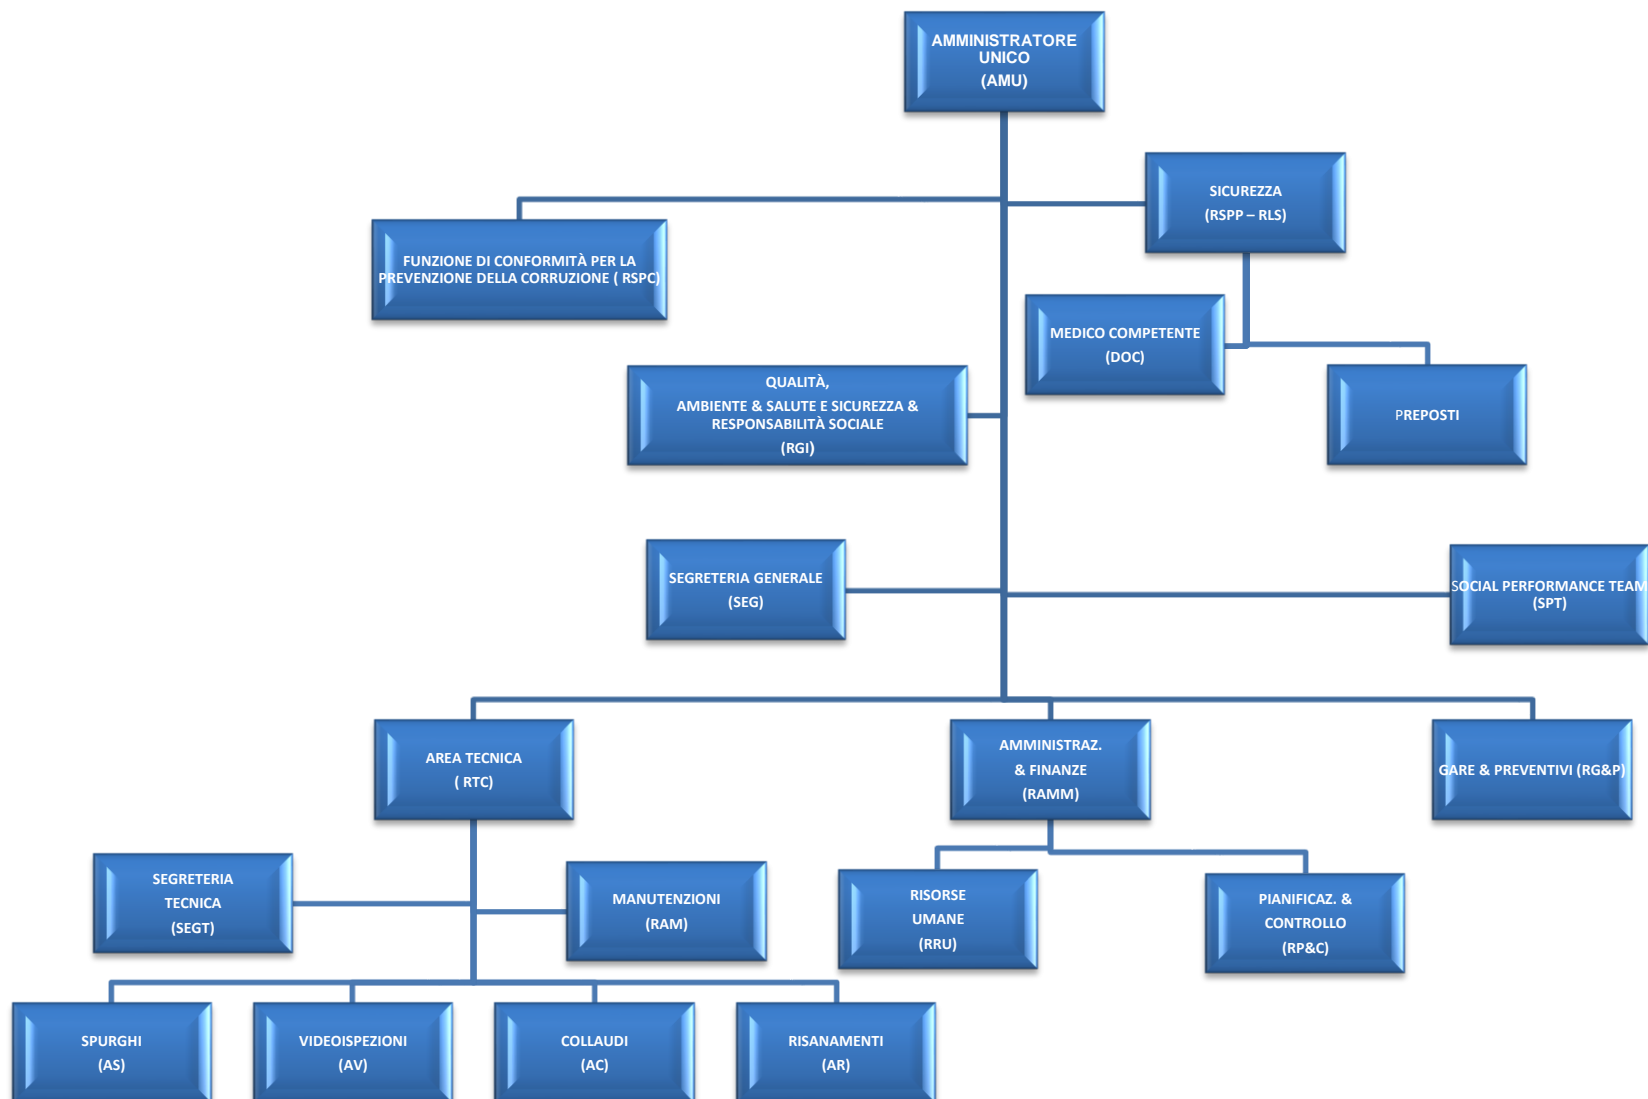 AMMINISTRATORE
UNICO
(AMU)
SICUREZZA
(RSPP – RLS)
FUNZIONE DI CONFORMITÀ PER LA
PREVENZIONE DELLA CORRUZIONE ( RSPC)
MEDICO COMPETENTE
(DOC)
PREPOSTI
QUALITÀ,
AMBIENTE & SALUTE E SICUREZZA &
RESPONSABILITÀ SOCIALE
(RGI)
SEGRETERIA GENERALE
(SEG)
SOCIAL PERFORMANCE TEAM
(SPT)
AREA TECNICA
( RTC)
AMMINISTRAZ.
& FINANZE
(RAMM)
GARE & PREVENTIVI (RG&P)
SEGRETERIA
TECNICA
(SEGT)
MANUTENZIONI
(RAM)
RISORSE
UMANE
(RRU)
PIANIFICAZ. &
CONTROLLO
(RP&C)
SPURGHI
(AS)
VIDEOISPEZIONI
(AV)
COLLAUDI
(AC)
RISANAMENTI
(AR)